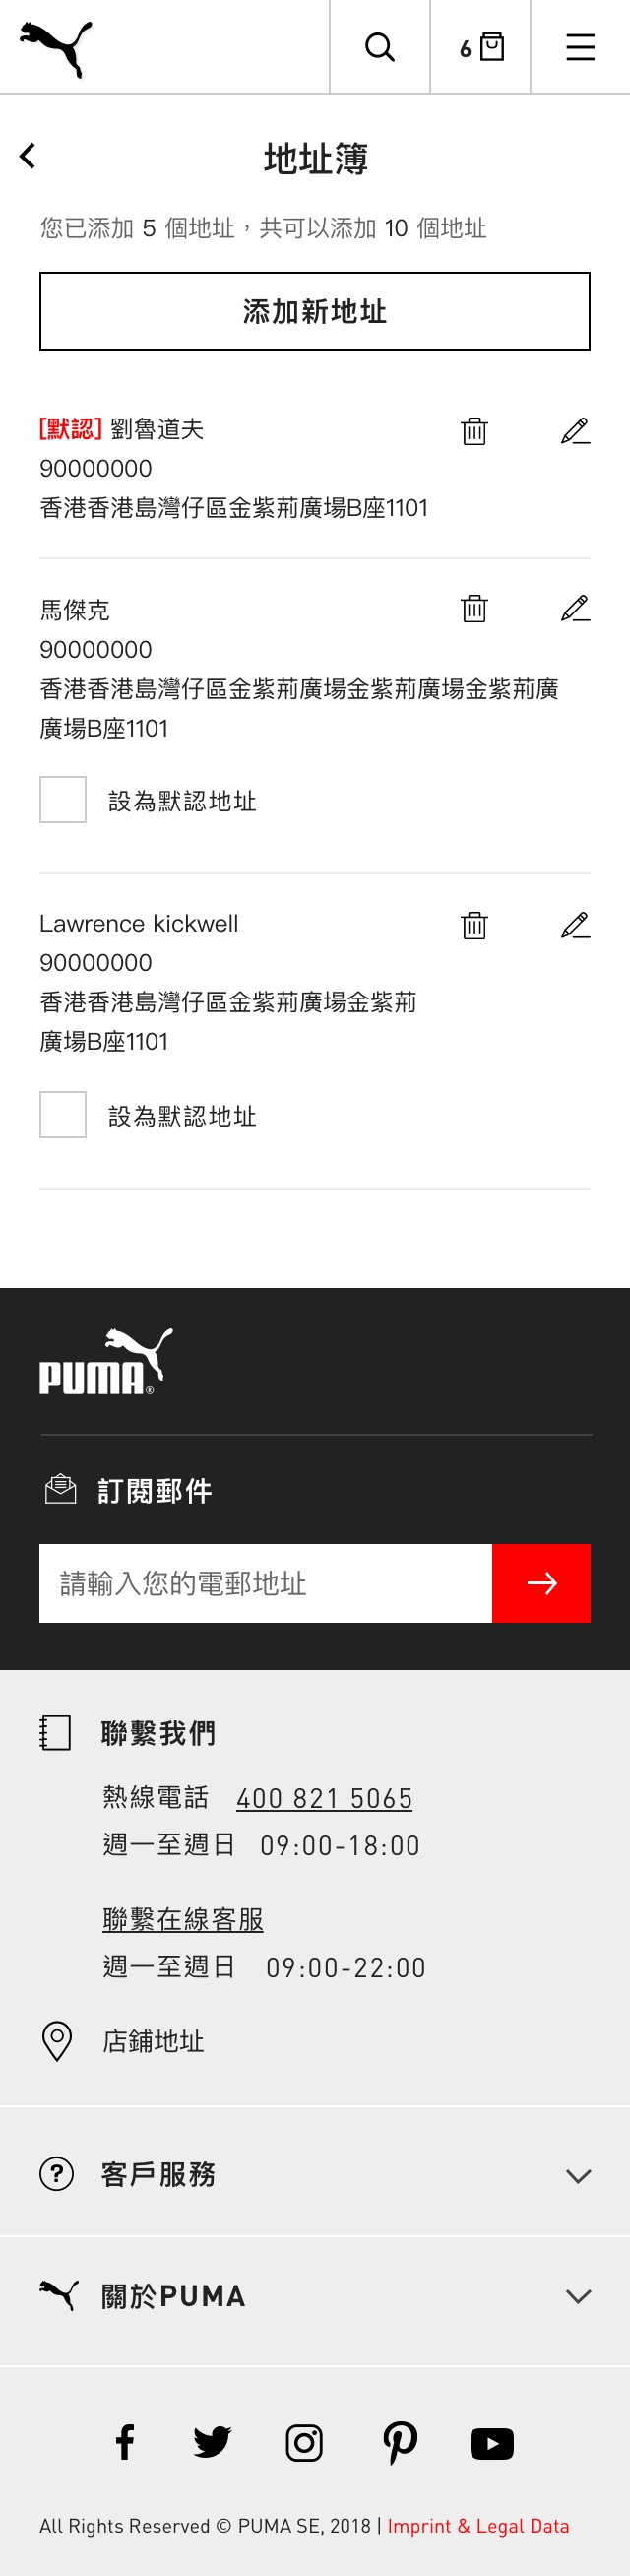 6
地址簿
您已添加 5 個地址，共可以添加 10 個地址
添加新地址
[默認] 劉魯道夫
90000000
香港香港島灣仔區金紫荊廣場B座1101
馬傑克
90000000
香港香港島灣仔區金紫荊廣場金紫荊廣場金紫荊廣
廣場B座1101
設為默認地址
Lawrence kickwell
90000000
香港香港島灣仔區金紫荊廣場金紫荊
廣場B座1101
設為默認地址
PUMA®
訂閱郵件
請輸入您的電郵地址
聯繫我們
熱線電話 400 821 5065
週一至週日 09:00-18:00
聯繫在線客服
週一至週日 09:00-22:00
店鋪地址
客戶服務
關於PUMA
All Rights Reserved © PUMA SE, 2018 | Imprint & Legal Data